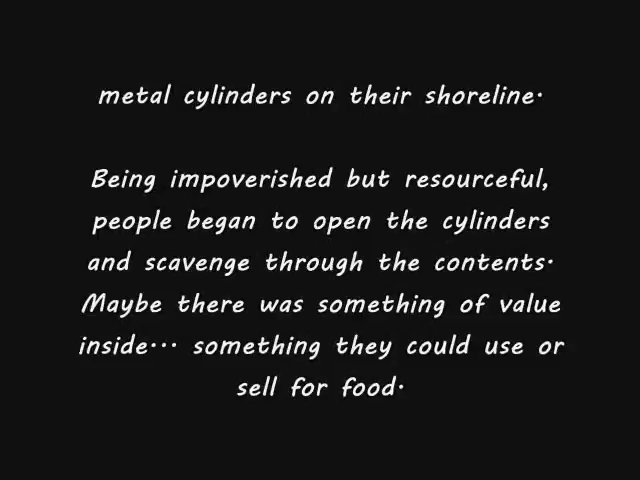 metal cylinders on their shoreline.
Being impoverished but resourceful,
people began to open the cylinders
and scavenge through the contents.
Maybe there was something of value
inside... something they could use or
sell for food.